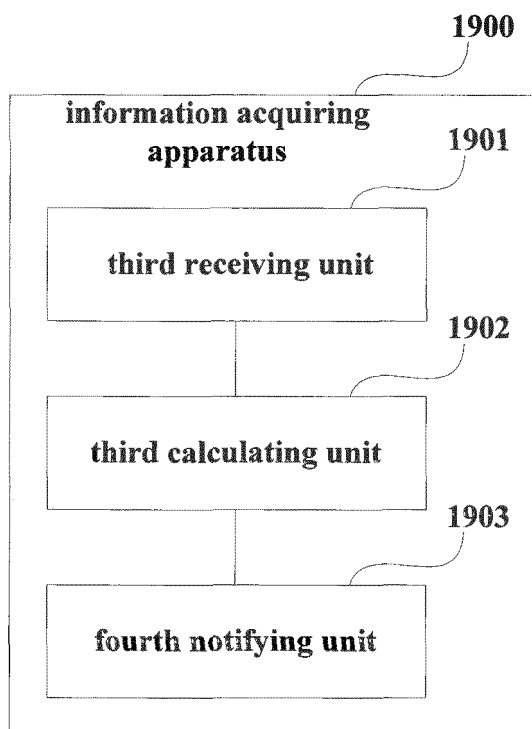 1900
information acquiring
apparatus
1901
third receiving unit
1902
third calculating unit
1903
fourth notifying unit